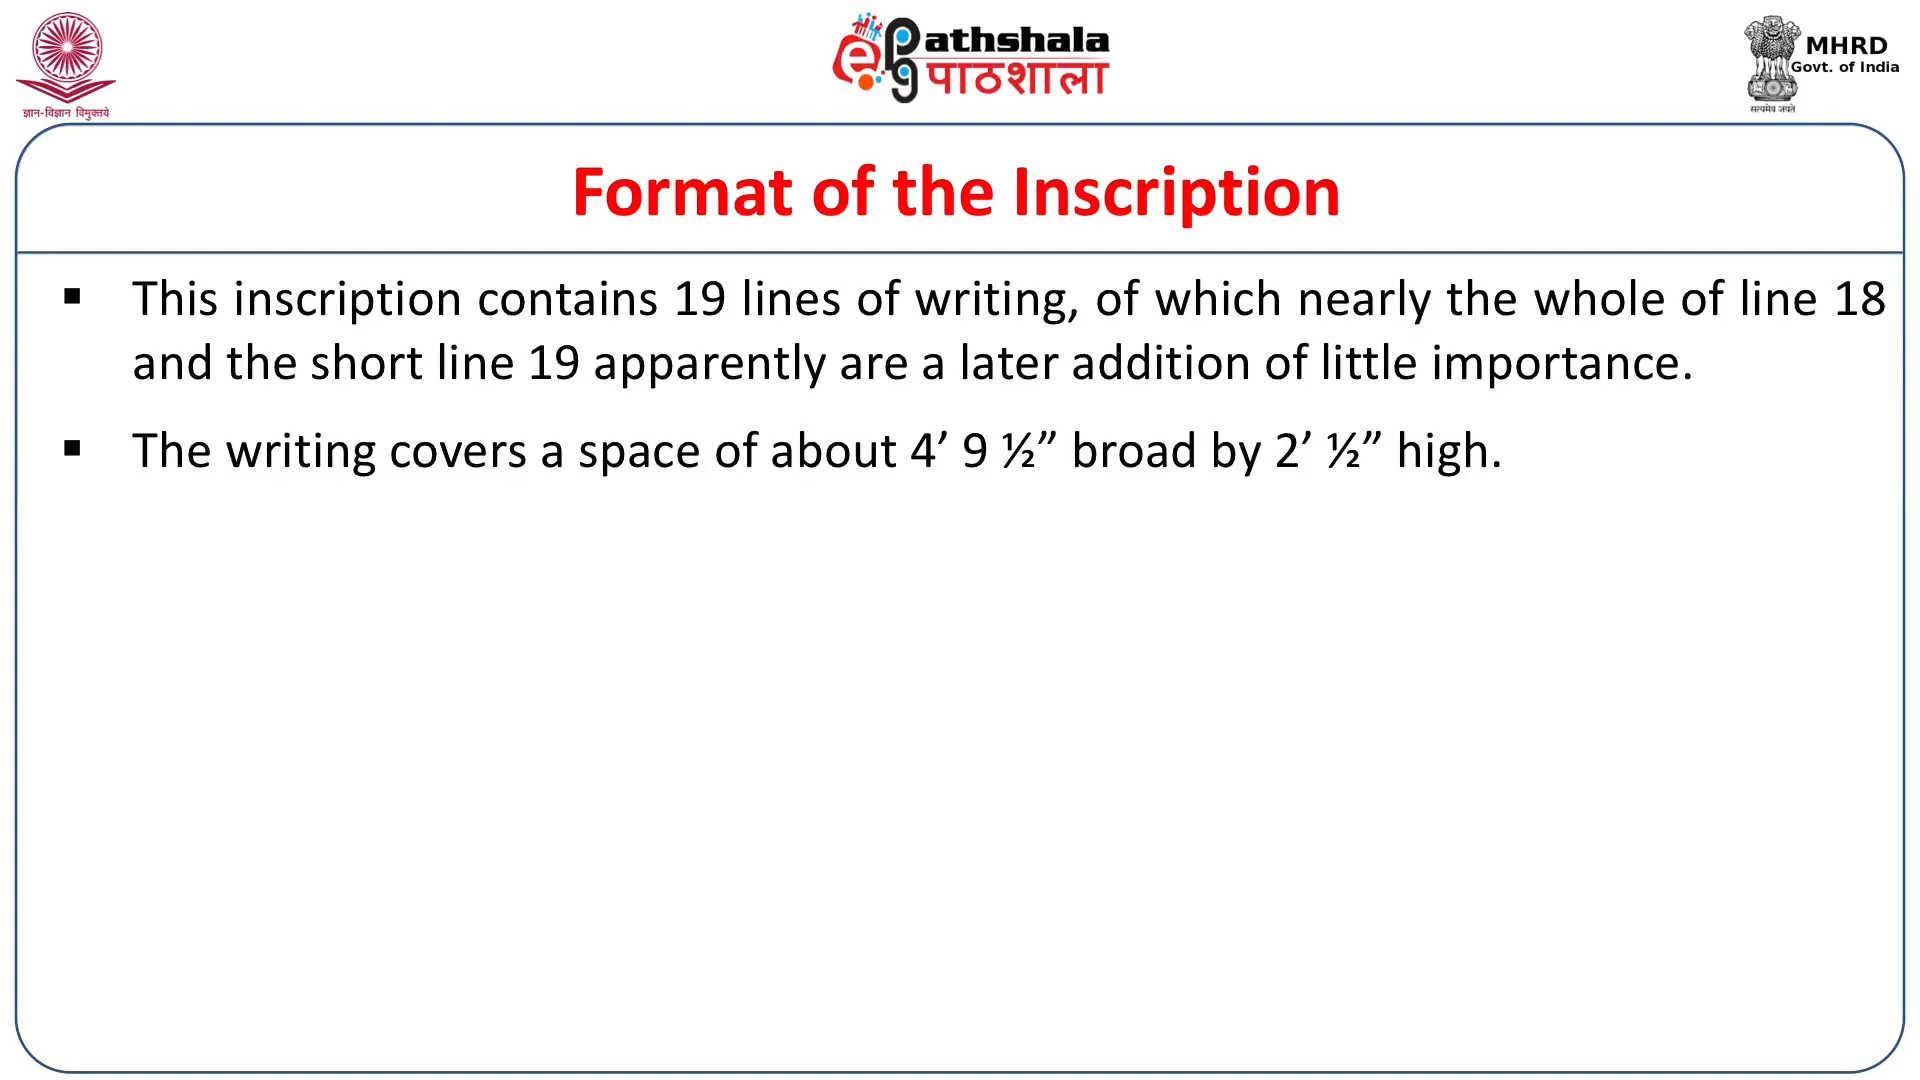 ज्ञान-विज्ञान विमुक्तये
e PG Pathshala
पाठशाला
MHRD
Govt. of India
सत्यमेव जयते
Format of the Inscription
▪ This inscription contains 19 lines of writing, of which nearly the whole of line 18
and the short line 19 apparently are a later addition of little importance.
▪ The writing covers a space of about 4’ 9 ½” broad by 2’ ½” high.